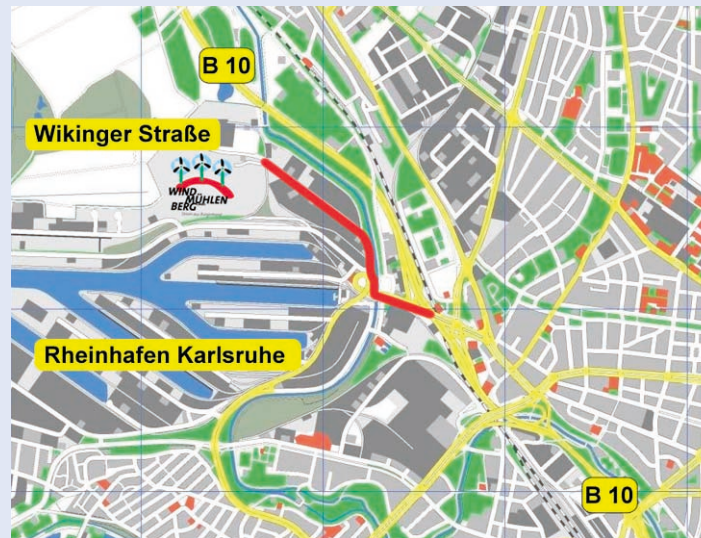 B 10
Wikinger Straße
WIND
MÜHLEN
BERG
Rheinhafen Karlsruhe
B 10